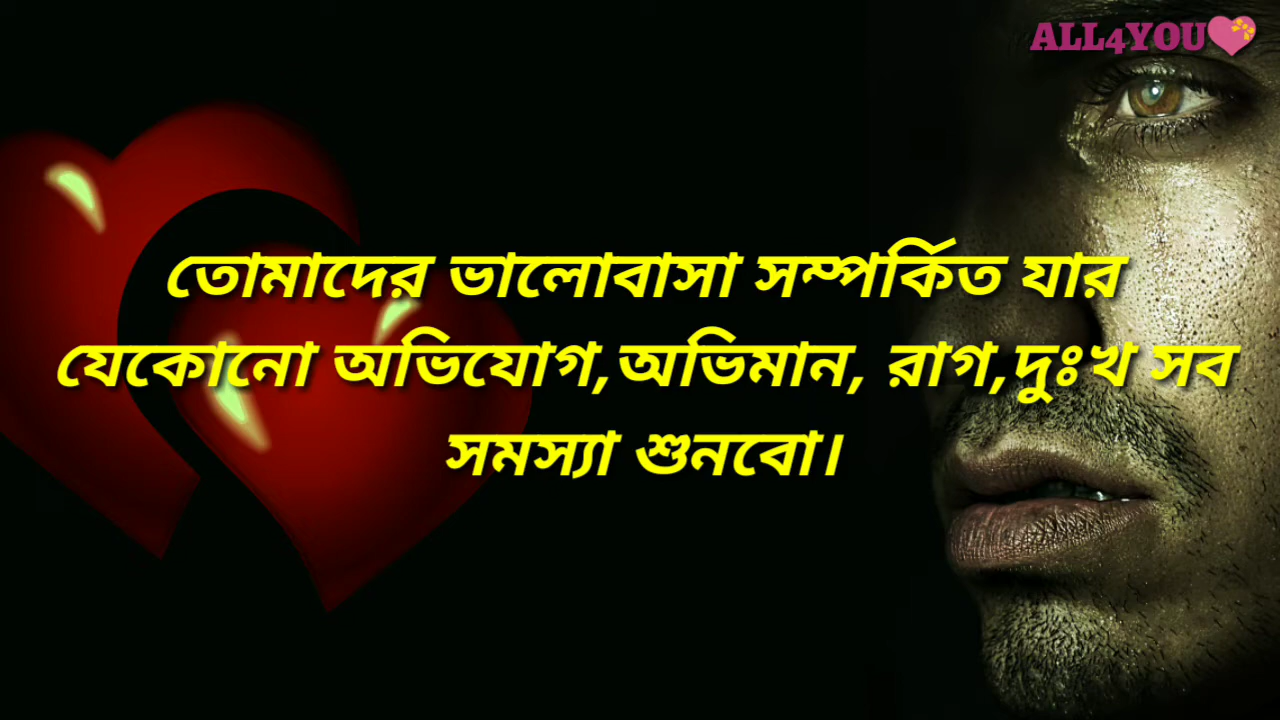 ALL4YOU
তোমাদের ভালোবাসা সম্পর্কিত যার
যেকোনো অভিযোগ,অভিমান, রাগ,দুঃখ সব
সমস্যা শুনবো।